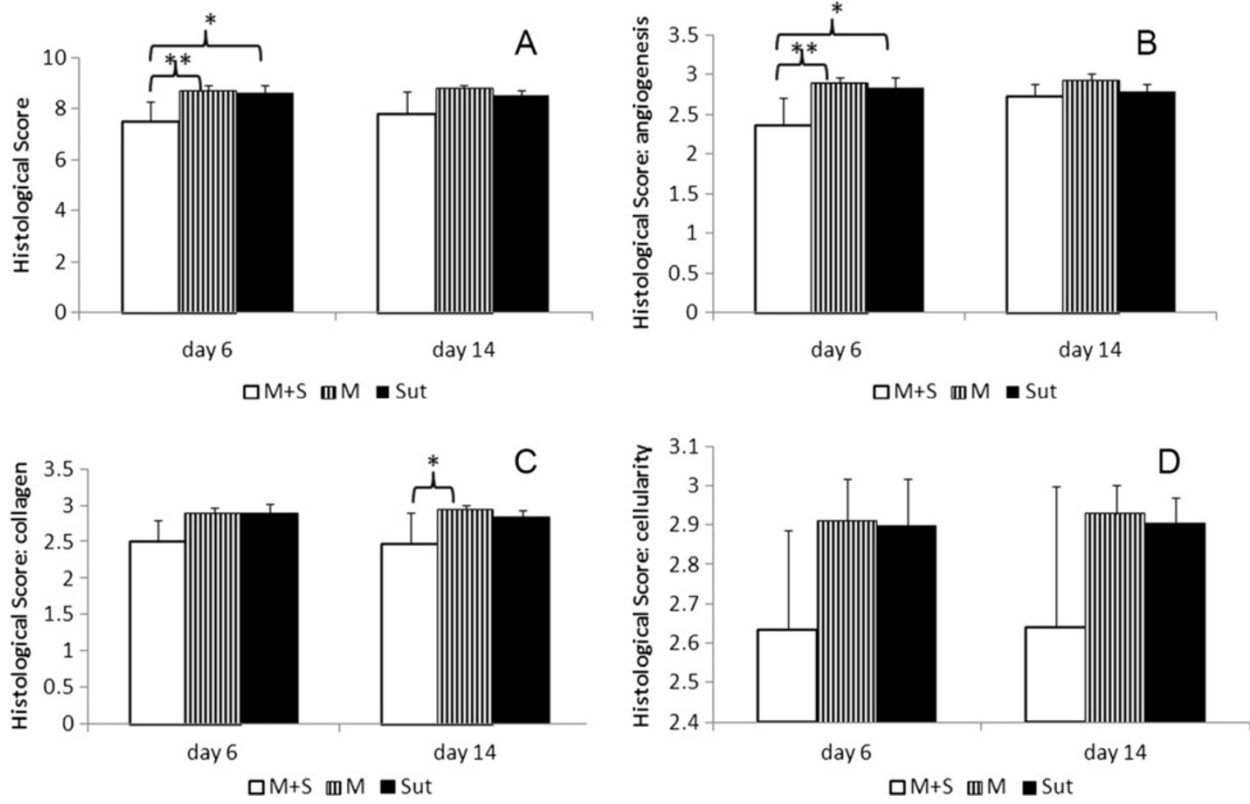 *
**
A
10
8
6
4
2
0
Histological Score
day 6 day 14
M+S M Sut
*
**
B
3.5
3
2.5
2
1.5
1
0.5
0
Histological Score: angiogenesis
day 6 day 14
M+S M Sut
*
C
3.5
3
2.5
2
1.5
1
0.5
0
Histological Score: collagen
day 6 day 14
M+S M Sut
D
3.1
3
2.9
2.8
2.7
2.6
2.5
2.4
Histological Score: cellularity
day 6 day 14
M+S M Sut